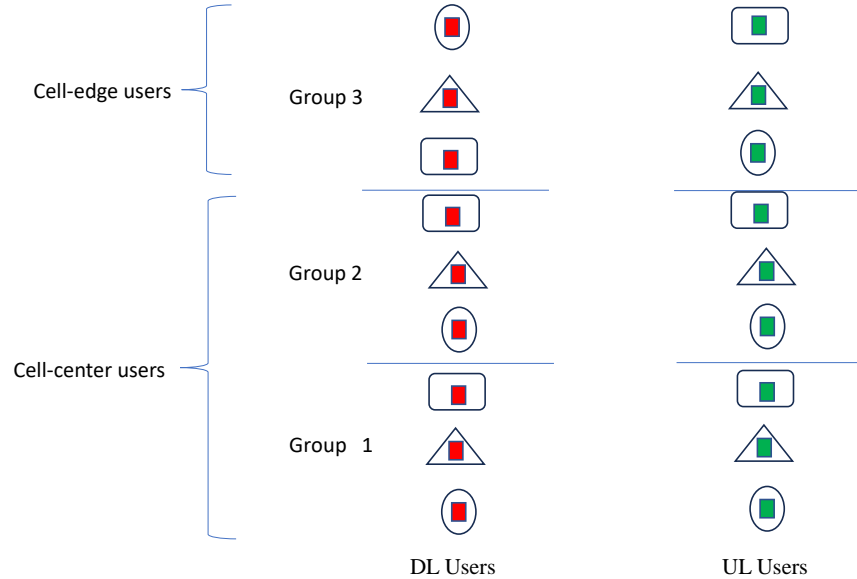 Cell-edge users
Group 3
Group 2
Cell-center users
Group 1
DL Users
UL Users